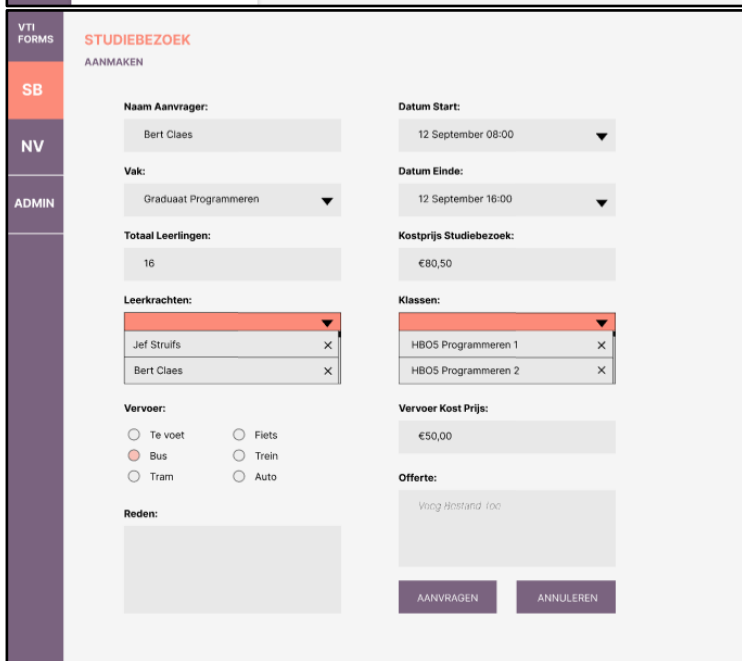 VTI
FORMS
SB
NV
ADMIN
STUDIEBEZOEK
AANMAKEN
Naam Aanvrager:
Bert Claes
Vak:
Graduaat Programmeren
Totaal Leerlingen:
16
Leerkrachten:
Jef Struifs
Bert Claes
Vervoer:
Te voet
Fiets
Bus
Trein
Tram
Auto
Reden:
Datum Start:
12 September 08:00
Datum Einde:
12 September 16:00
Kostprijs Studiebezoek:
€80,50
Klassen:
HBO5 Programmeren 1
HBO5 Programmeren 2
Vervoer Kost Prijs:
€50,00
Offerte:
Voeg Bestand Toe
AANVRAGEN
ANNULEREN